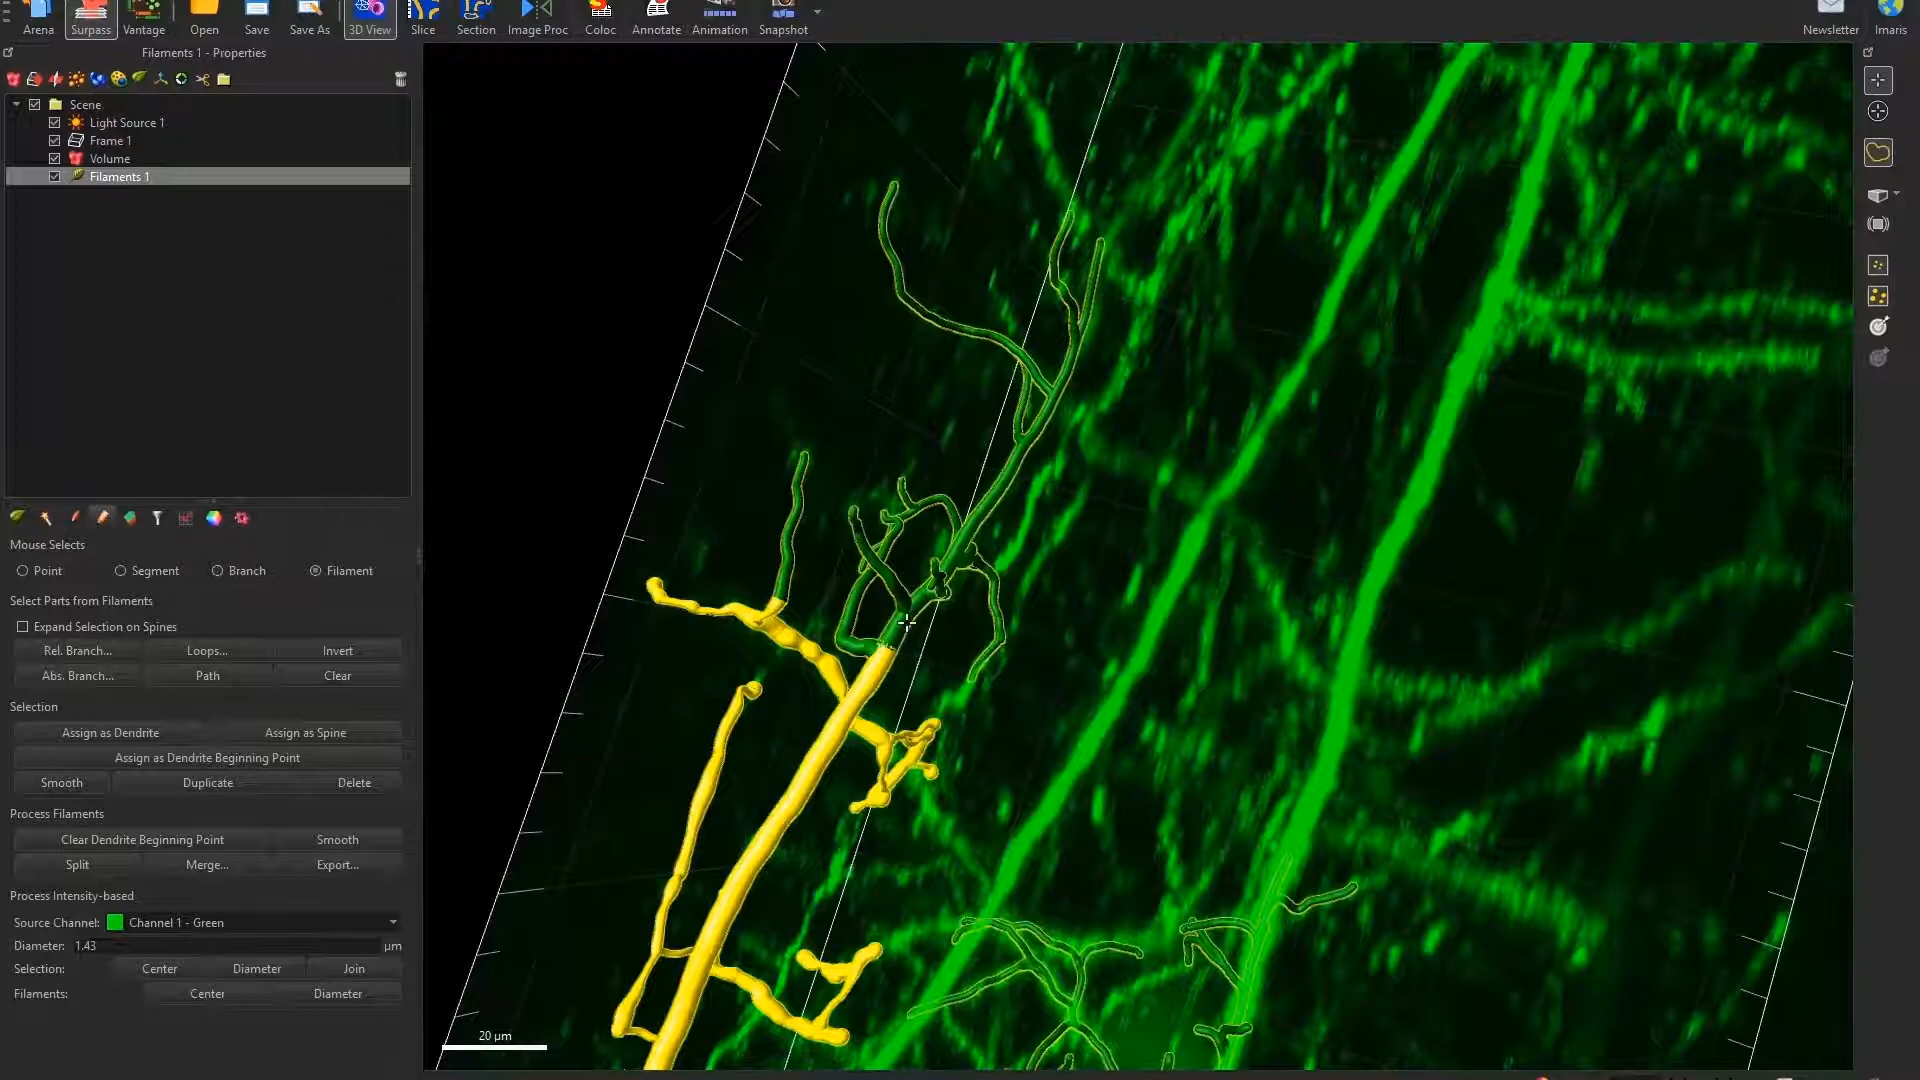 Arena Surpass Vantage Open Save Save As 3D View Slice Section Image Proc Coloc Annotate Animation Snapshot Newsletter Imaris
Filaments 1 - Properties
Scene
Light Source 1
Frame 1
Volume
Filaments 1
Mouse Selects
Point Segment Branch Filament
Select Parts from Filaments
Expand Selection on Spines
Rel. Branch... Loops... Invert
Abs. Branch... Path Clear
Selection
Assign as Dendrite Assign as Spine
Assign as Dendrite Beginning Point
Smooth Duplicate Delete
Process Filaments
Clear Dendrite Beginning Point Smooth
Split Merge... Export...
Process Intensity-based
Source Channel: Channel 1 - Green
Diameter: 1.43 µm
Selection: Center Diameter Join
Filaments: Center Diameter
20 µm